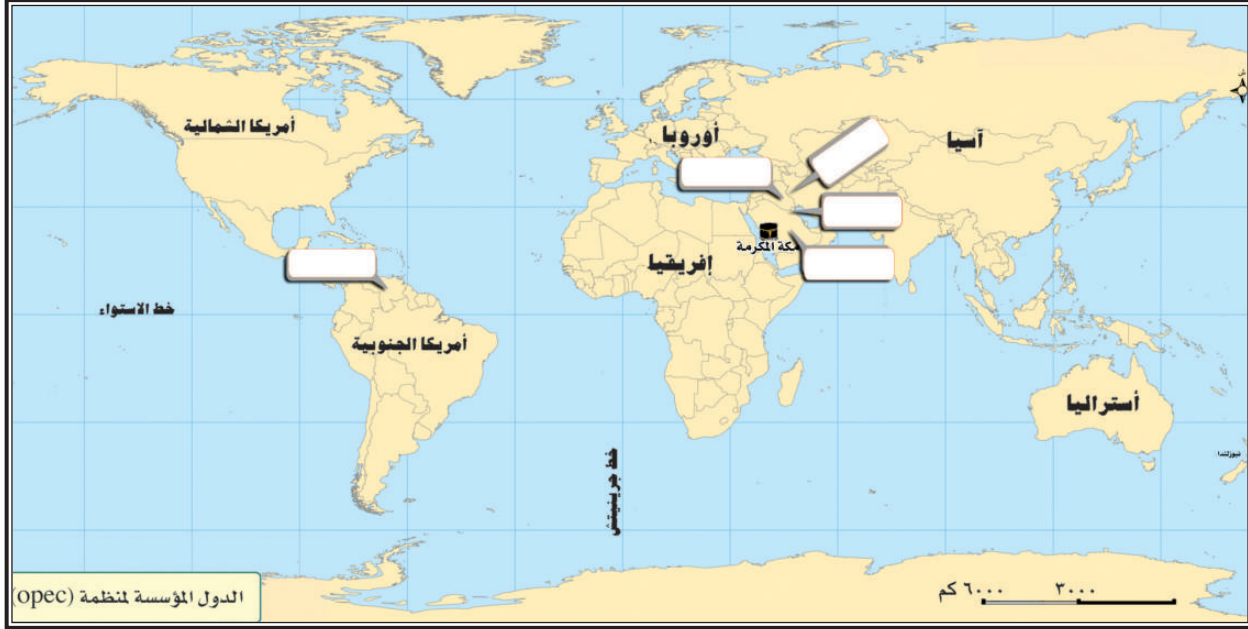 أمريكا الشمالية
أوروبا
آسيا
مكة المكرمة
إفريقيا
خط الاستواء
أمريكا الجنوبية
أستراليا
نيوزلندا
خط جرينيتش
الدول المؤسسة لمنظمة (opec)
٣٠٠٠ ٦٠٠٠ كم